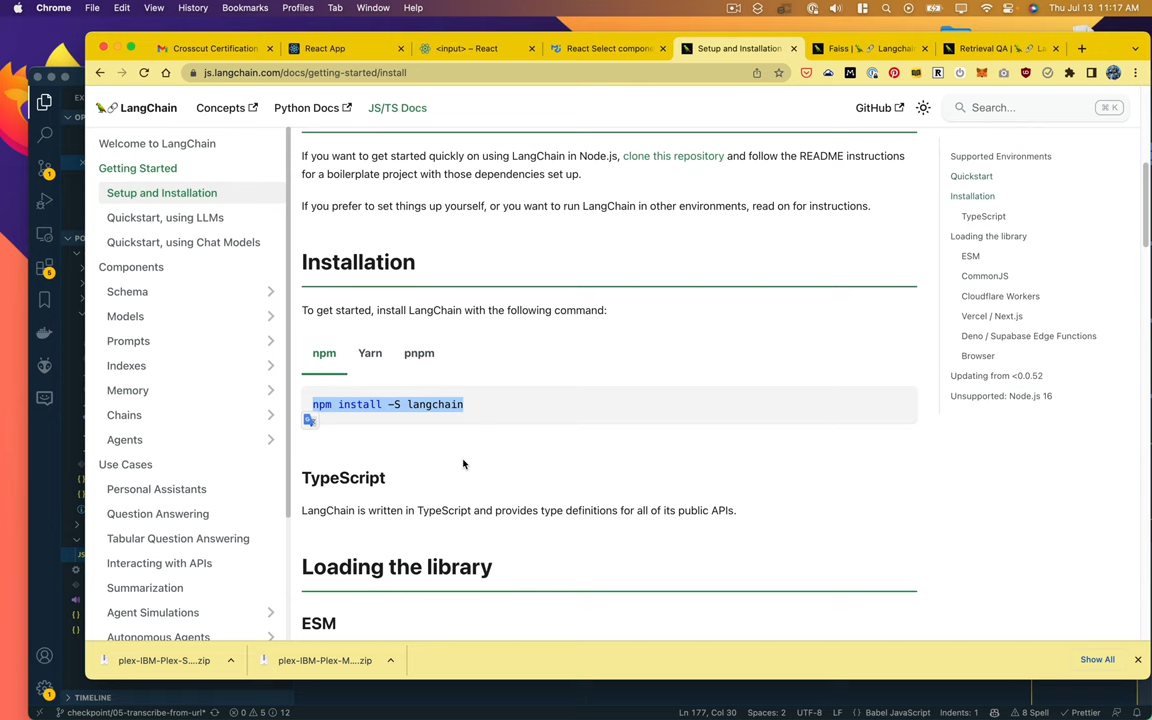 Chrome File Edit View History Bookmarks Profiles Tab Window Help Thu Jul 13 11:17 AM
Crosscut Certification
React App
<input> – React
React Select compone
Setup and Installation
Faiss | Langchain
Retrieval QA |
js.langchain.com/docs/getting-started/install
LangChain Concepts Python Docs JS/TS Docs GitHub Search... ⌘ K
Welcome to LangChain
Getting Started
Setup and Installation
Quickstart, using LLMs
Quickstart, using Chat Models
Components
Schema
Models
Prompts
Indexes
Memory
Chains
Agents
Use Cases
Personal Assistants
Question Answering
Tabular Question Answering
Interacting with APIs
Summarization
Agent Simulations
Autonomous Agents
If you want to get started quickly on using LangChain in Node.js, clone this repository and follow the README instructions
for a boilerplate project with those dependencies set up.
If you prefer to set things up yourself, or you want to run LangChain in other environments, read on for instructions.
Installation
To get started, install LangChain with the following command:
npm Yarn pnpm
npm install -S langchain
TypeScript
LangChain is written in TypeScript and provides type definitions for all of its public APIs.
Loading the library
ESM
Supported Environments
Quickstart
Installation
TypeScript
Loading the library
ESM
CommonJS
Cloudflare Workers
Vercel / Next.js
Deno / Supabase Edge Functions
Browser
Updating from <0.0.52
Unsupported: Node.js 16
plex-IBM-Plex-S....zip
plex-IBM-Plex-M....zip
Show All
TIMELINE
checkpoint/05-transcribe-from-url* 0 5 12 Ln 177, Col 30 Spaces: 2 UTF-8 LF Babel JavaScript Indents: 1 8 Spell Prettier